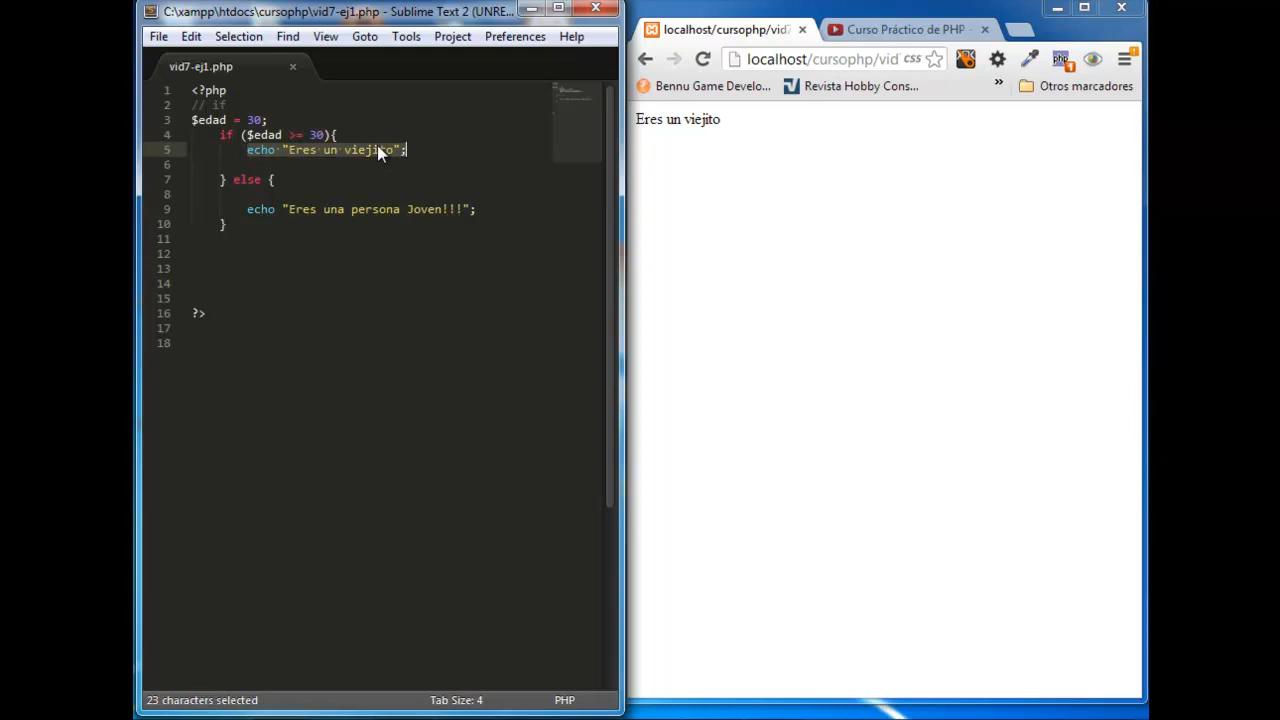 C:\xampp\htdocs\cursophp\vid7-ej1.php - Sublime Text 2 (UNRE...
File Edit Selection Find View Goto Tools Project Preferences Help
vid7-ej1.php
1 <?php
2 // if
3 $edad = 30;
4 if ($edad >= 30){
5 echo "Eres un viejito";
6
7 } else {
8
9 echo "Eres una persona Joven!!!";
10 }
11
12
13
14
15
16 ?>
17
18
23 characters selected Tab Size: 4 PHP
localhost/cursophp/vid7 Curso Práctico de PHP -
localhost/cursophp/vid css php 1
Bennu Game Develo... Revista Hobby Cons... » Otros marcadores
Eres un viejito